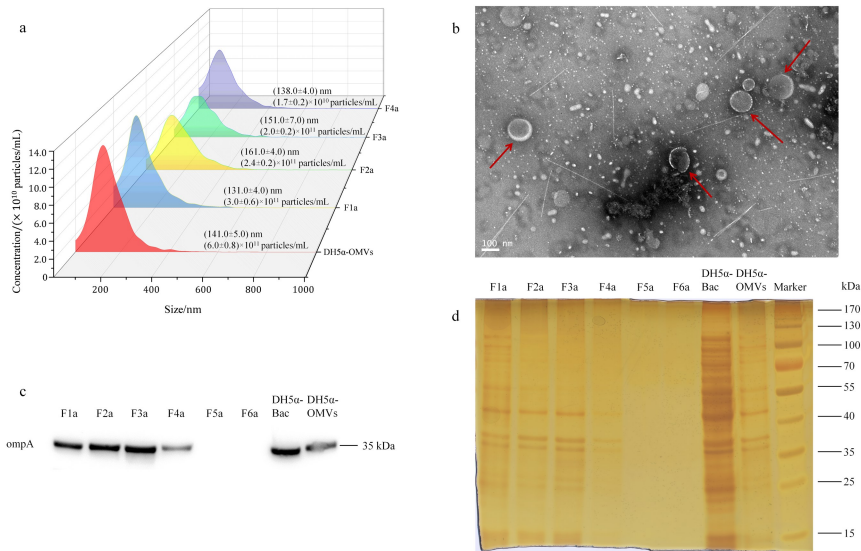 a
Concentration/(× 10¹⁰ particles/mL)
14.0
12.0
10.0
8.0
6.0
4.0
2.0
0
200
400
600
800
1000
Size/nm
(138.0±4.0) nm
(1.7±0.2)×10¹⁰ particles/mL
F4a
(151.0±7.0) nm
(2.0±0.2)×10¹¹ particles/mL
F3a
(161.0±4.0) nm
(2.4±0.2)×10¹¹ particles/mL
F2a
(131.0±4.0) nm
(3.0±0.6)×10¹¹ particles/mL
F1a
(141.0±5.0) nm
(6.0±0.8)×10¹¹ particles/mL
DH5α-OMVs
b
100 nm
c
F1a F2a F3a F4a F5a F6a DH5α-Bac DH5α-OMVs
ompA
35 kDa
d
F1a F2a F3a F4a F5a F6a DH5α-Bac DH5α-OMVs Marker kDa
170
130
100
70
55
40
35
25
15